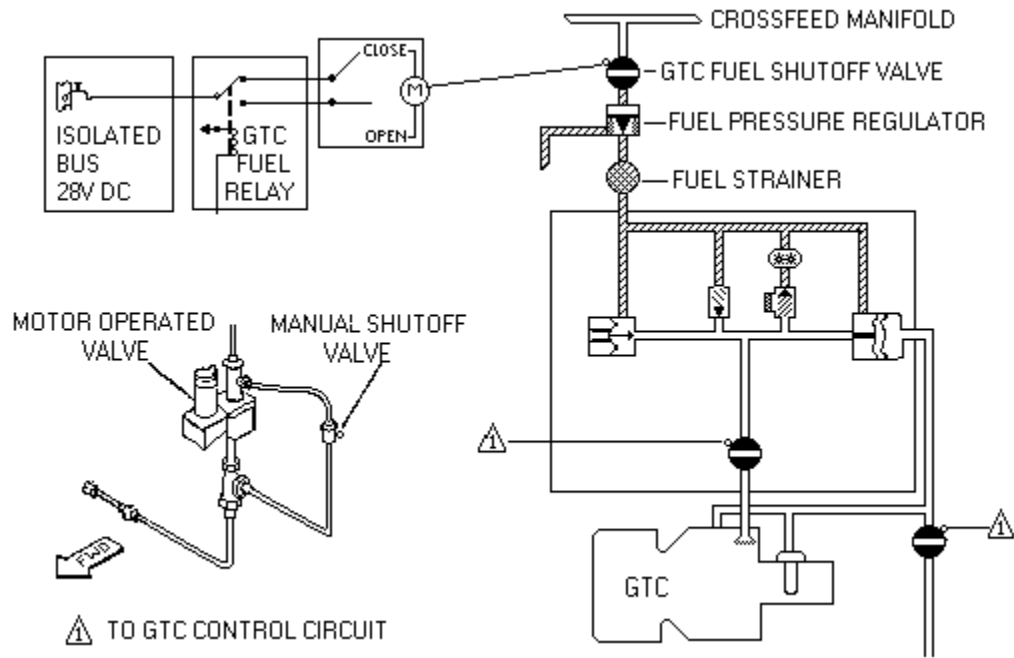 CROSSFEED MANIFOLD
CLOSE
M
OPEN
ISOLATED
BUS
28V DC
GTC
FUEL
RELAY
GTC FUEL SHUTOFF VALVE
FUEL PRESSURE REGULATOR
FUEL STRAINER
MOTOR OPERATED
VALVE
MANUAL SHUTOFF
VALVE
FWD
1
1
GTC
1 TO GTC CONTROL CIRCUIT